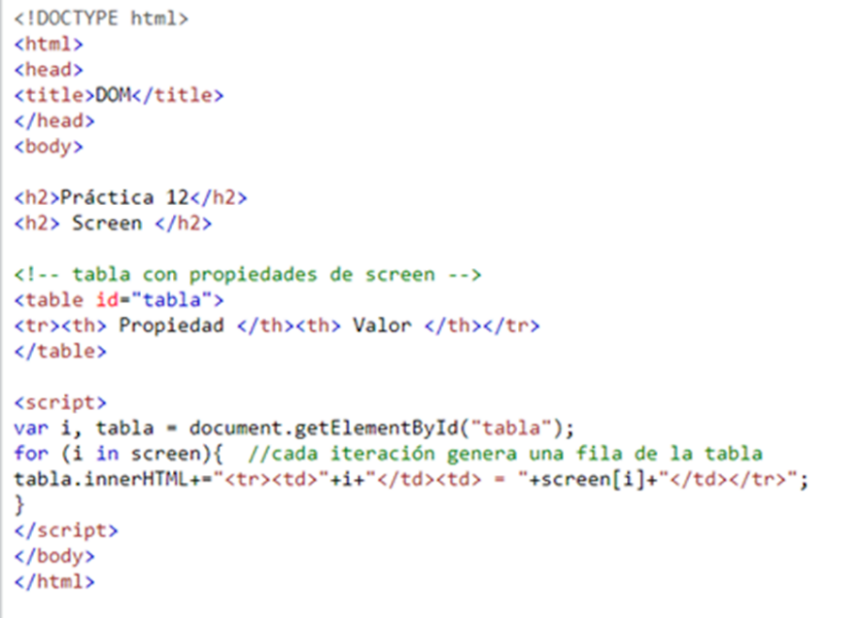 <!DOCTYPE html>
<html>
<head>
<title>DOM</title>
</head>
<body>
<h2>Práctica 12</h2>
<h2> Screen </h2>
<!-- tabla con propiedades de screen -->
<table id="tabla">
<tr><th> Propiedad </th><th> Valor </th></tr>
</table>
<script>
var i, tabla = document.getElementById("tabla");
for (i in screen){  //cada iteración genera una fila de la tabla
tabla.innerHTML+="<tr><td>"+i+"</td><td> = "+screen[i]+"</td></tr>";
}
</script>
</body>
</html>